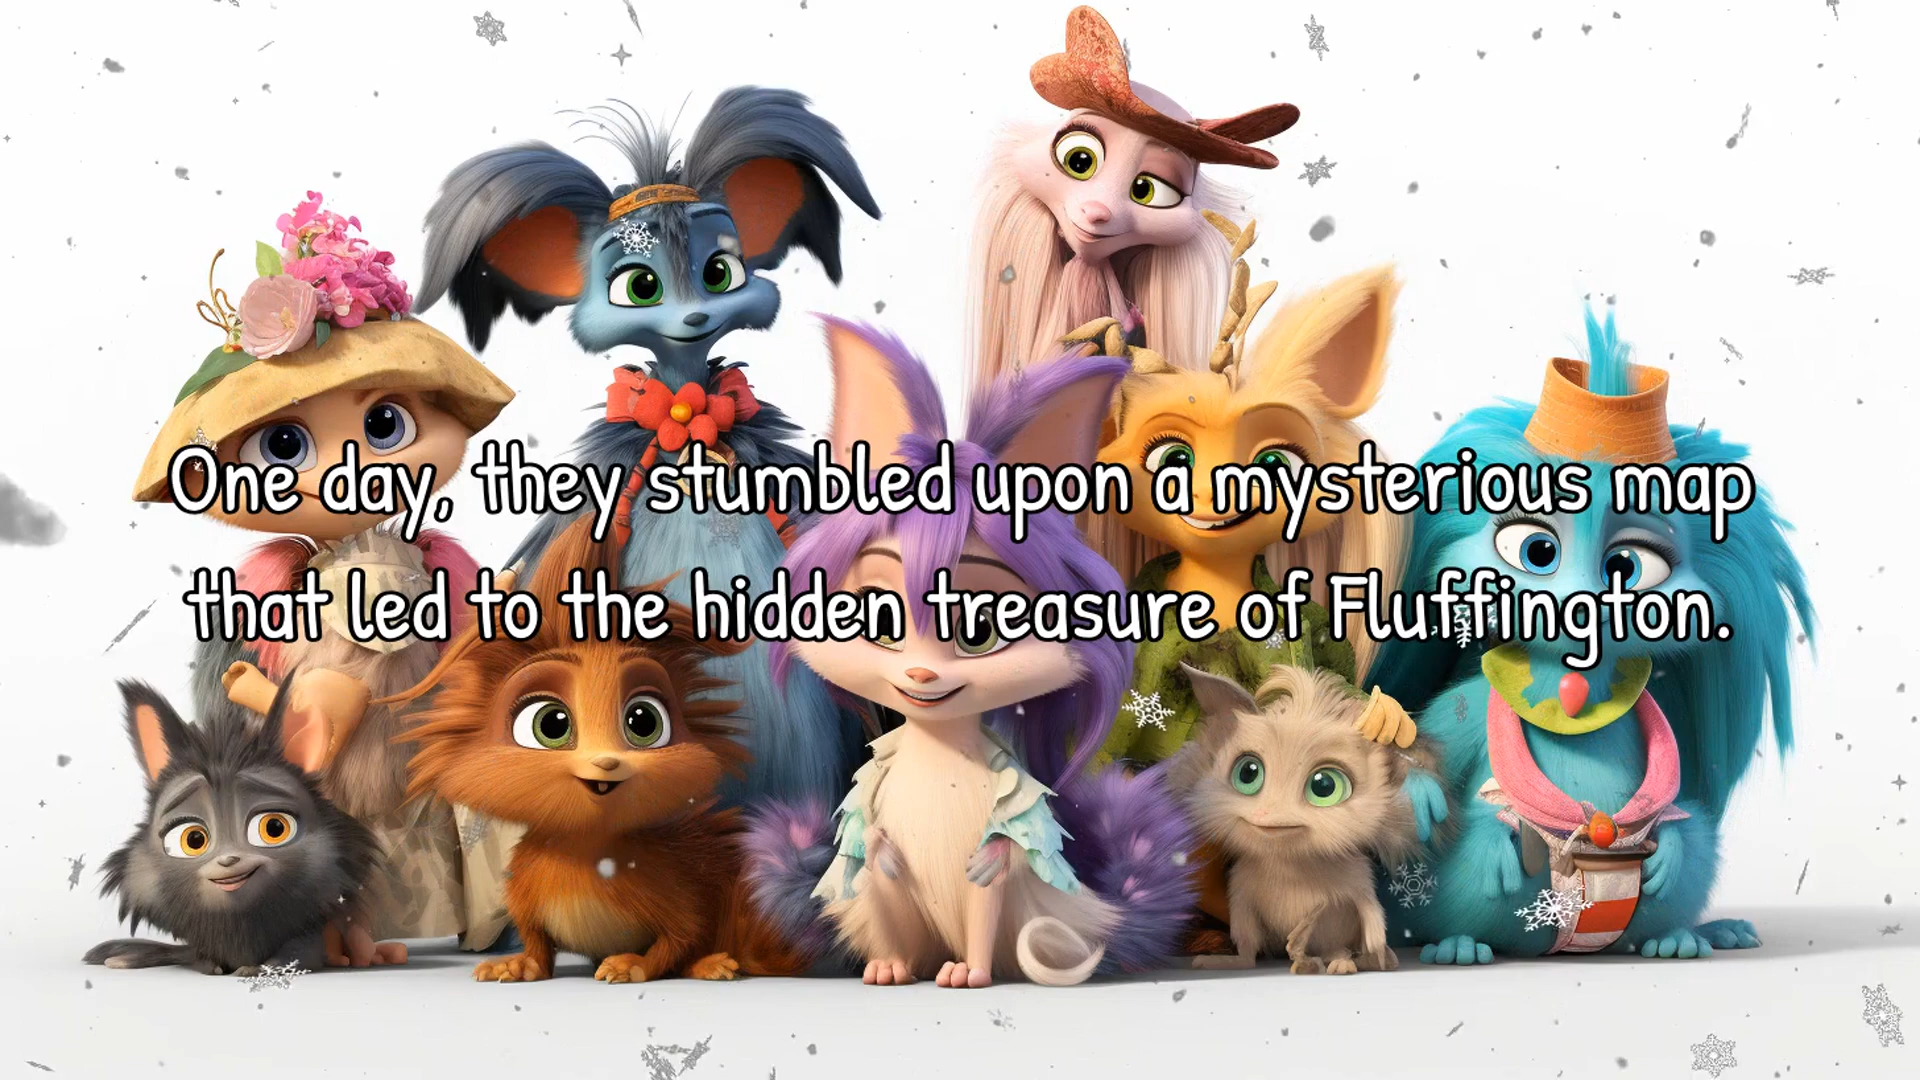 One day, they stumbled upon a mysterious map
that led to the hidden treasure of Fluffington.